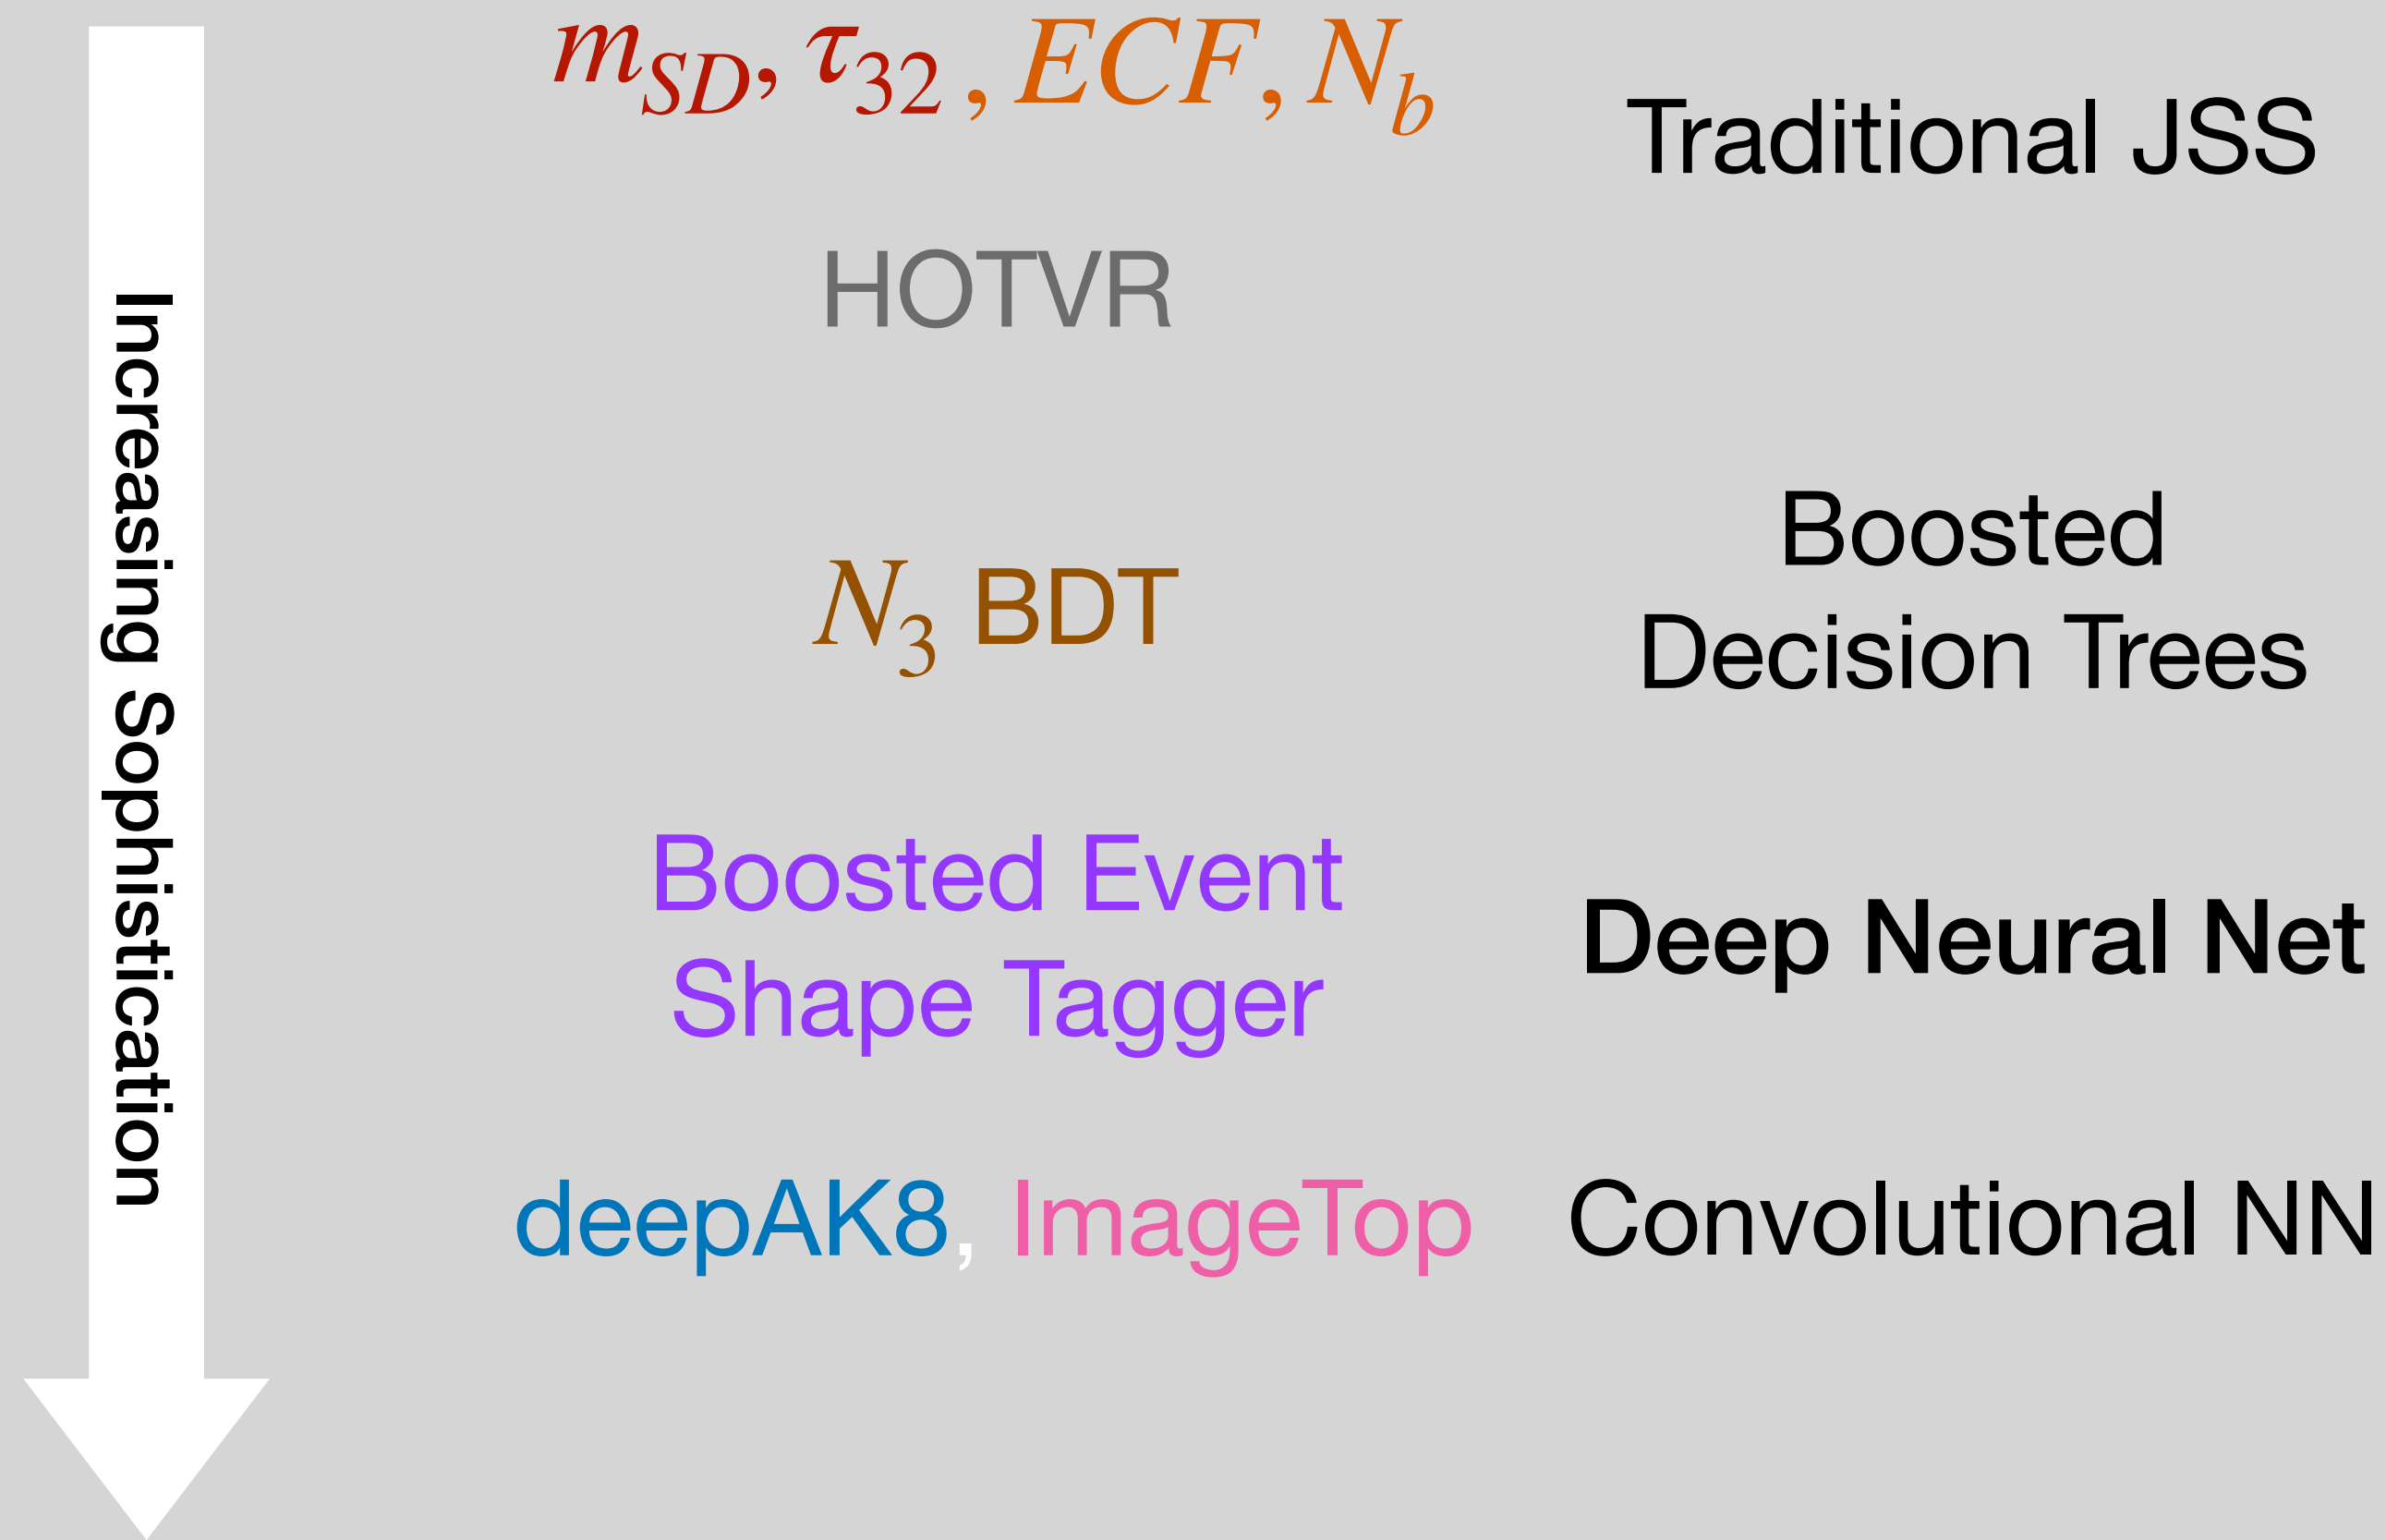 m_SD, τ_32, ECF, N_b
Traditional JSS
HOTVR
N_3 BDT
Boosted
Decision Trees
Boosted Event
Shape Tagger
Deep Neural Net
deepAK8, ImageTop
Convolutional NN
Increasing Sophistication